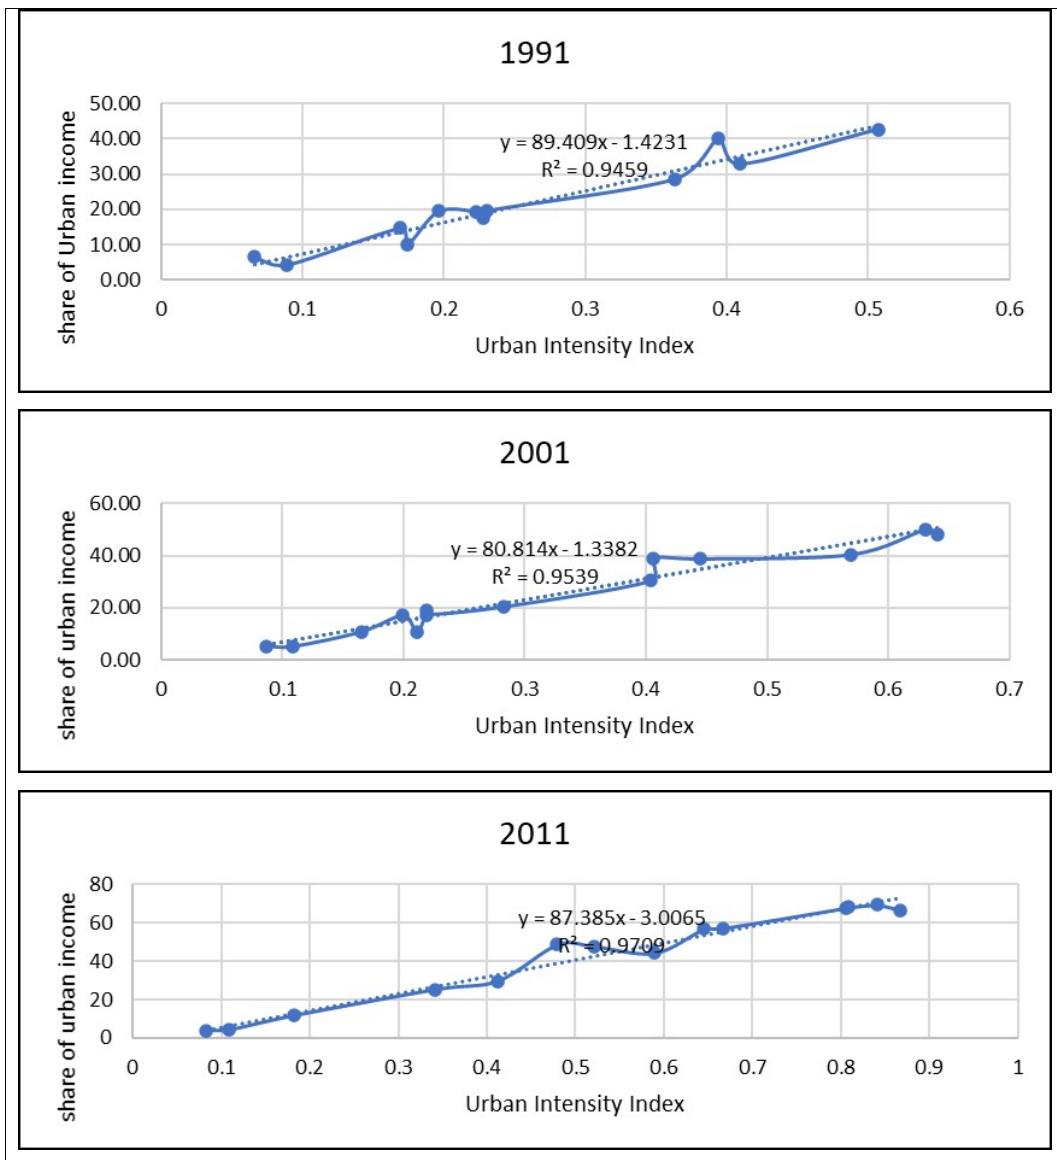 1991
share of Urban income
50.00
40.00
30.00
20.00
10.00
0.00
y = 89.409x - 1.4231
R² = 0.9459
0 0.1 0.2 0.3 0.4 0.5 0.6
Urban Intensity Index
2001
share of urban income
60.00
40.00
20.00
0.00
y = 80.814x - 1.3382
R² = 0.9539
0 0.1 0.2 0.3 0.4 0.5 0.6 0.7
Urban Intensity Index
2011
share of urban income
80
60
40
20
0
y = 87.385x - 3.0065
R² = 0.9709
0 0.1 0.2 0.3 0.4 0.5 0.6 0.7 0.8 0.9 1
Urban Intensity Index